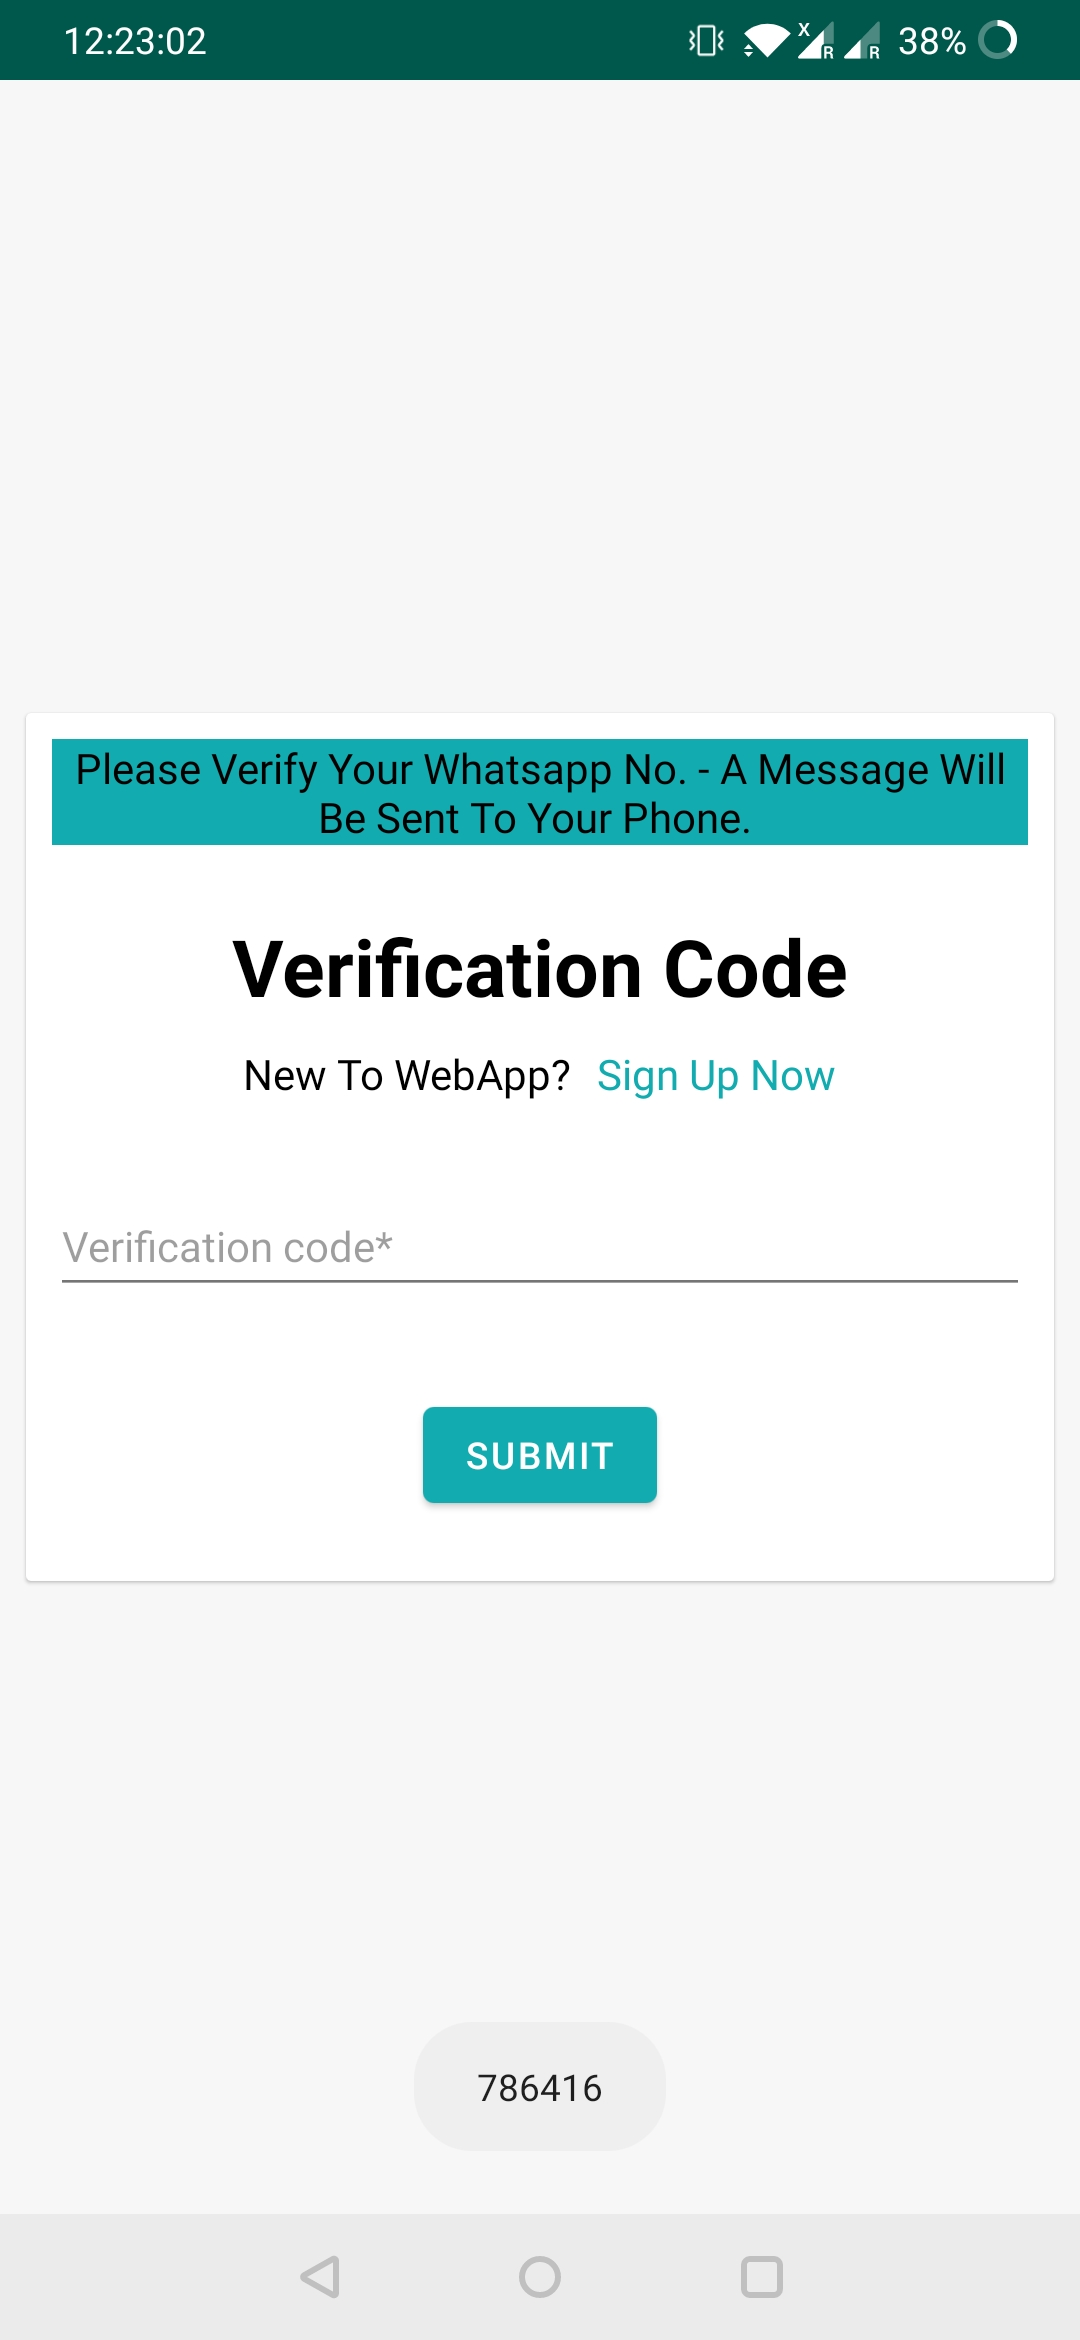 12:23:02
X R R 38%
Please Verify Your Whatsapp No. - A Message Will
Be Sent To Your Phone.
Verification Code
New To WebApp? Sign Up Now
Verification code*
SUBMIT
786416